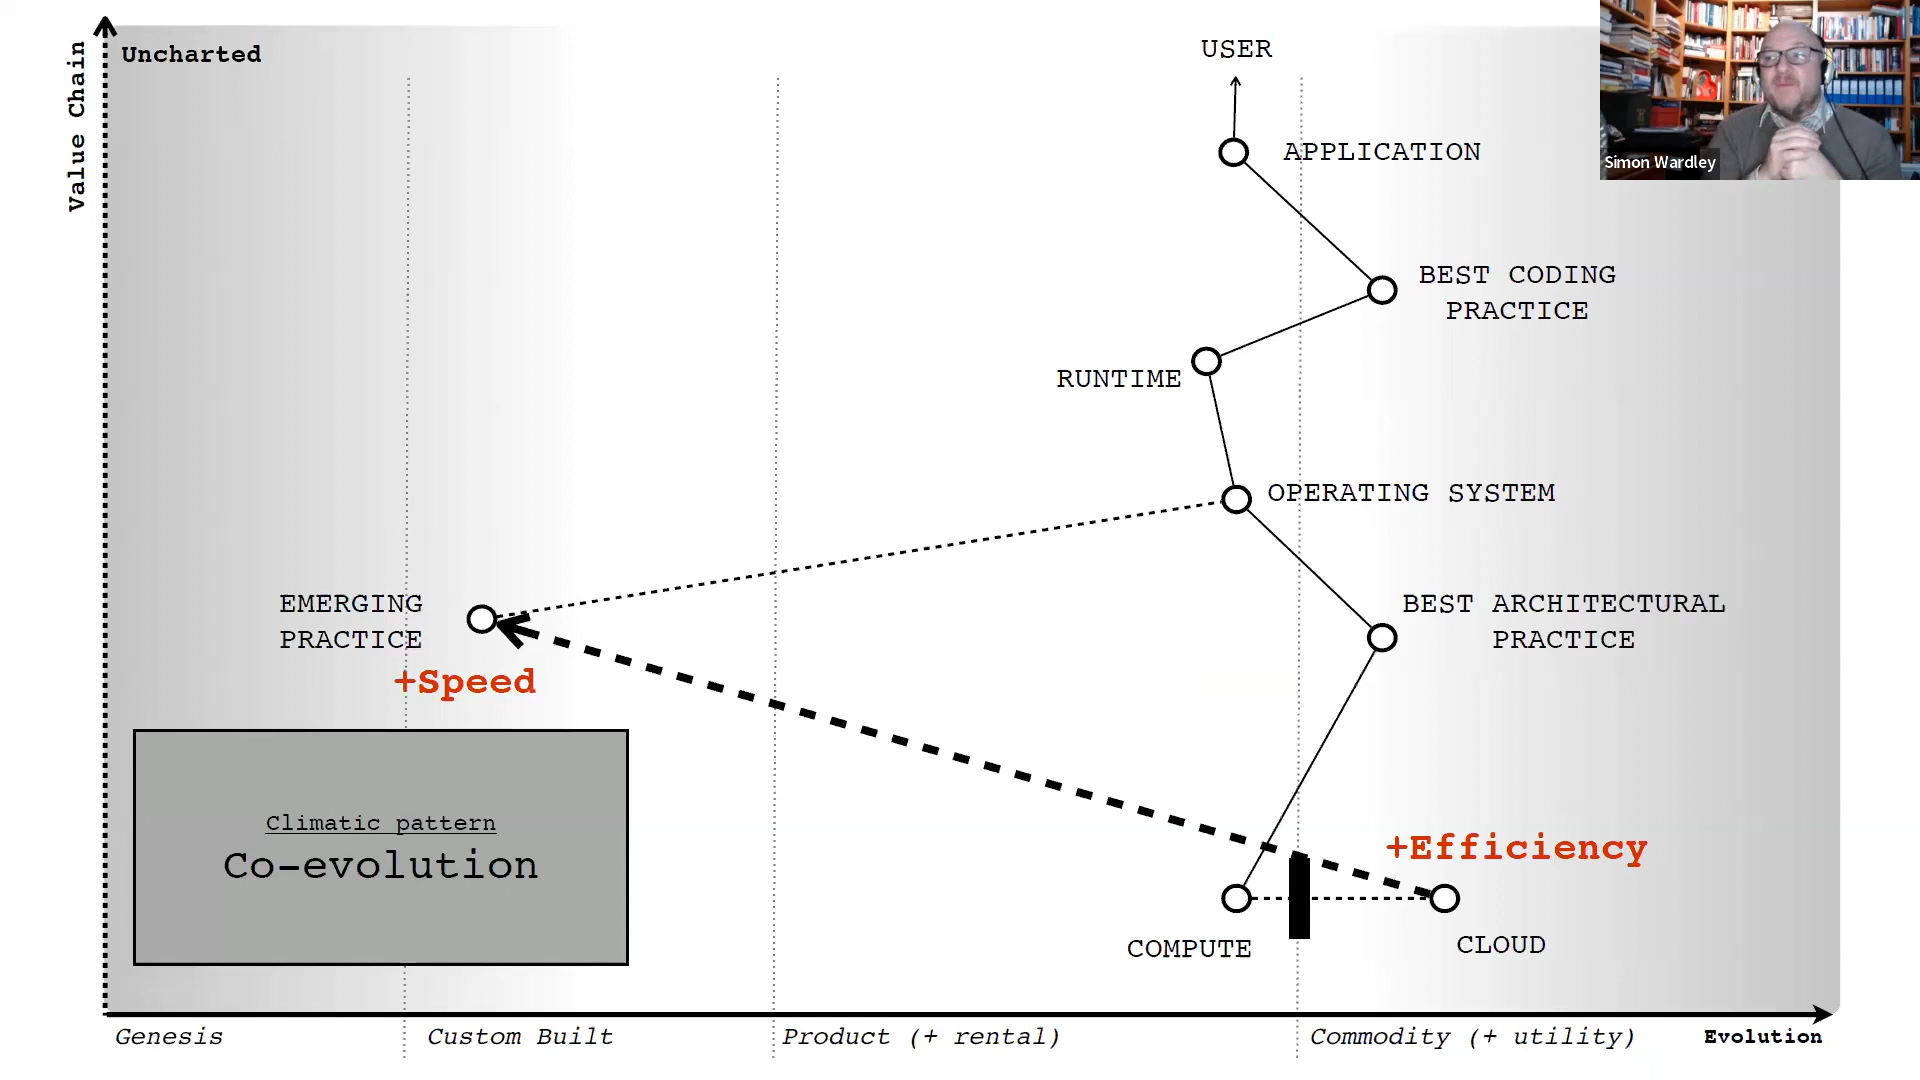 Uncharted
Value Chain
USER
APPLICATION
Simon Wardley
BEST CODING
PRACTICE
RUNTIME
OPERATING SYSTEM
EMERGING
PRACTICE
+Speed
BEST ARCHITECTURAL
PRACTICE
Climatic pattern
Co-evolution
+Efficiency
COMPUTE
CLOUD
Genesis
Custom Built
Product (+ rental)
Commodity (+ utility)
Evolution